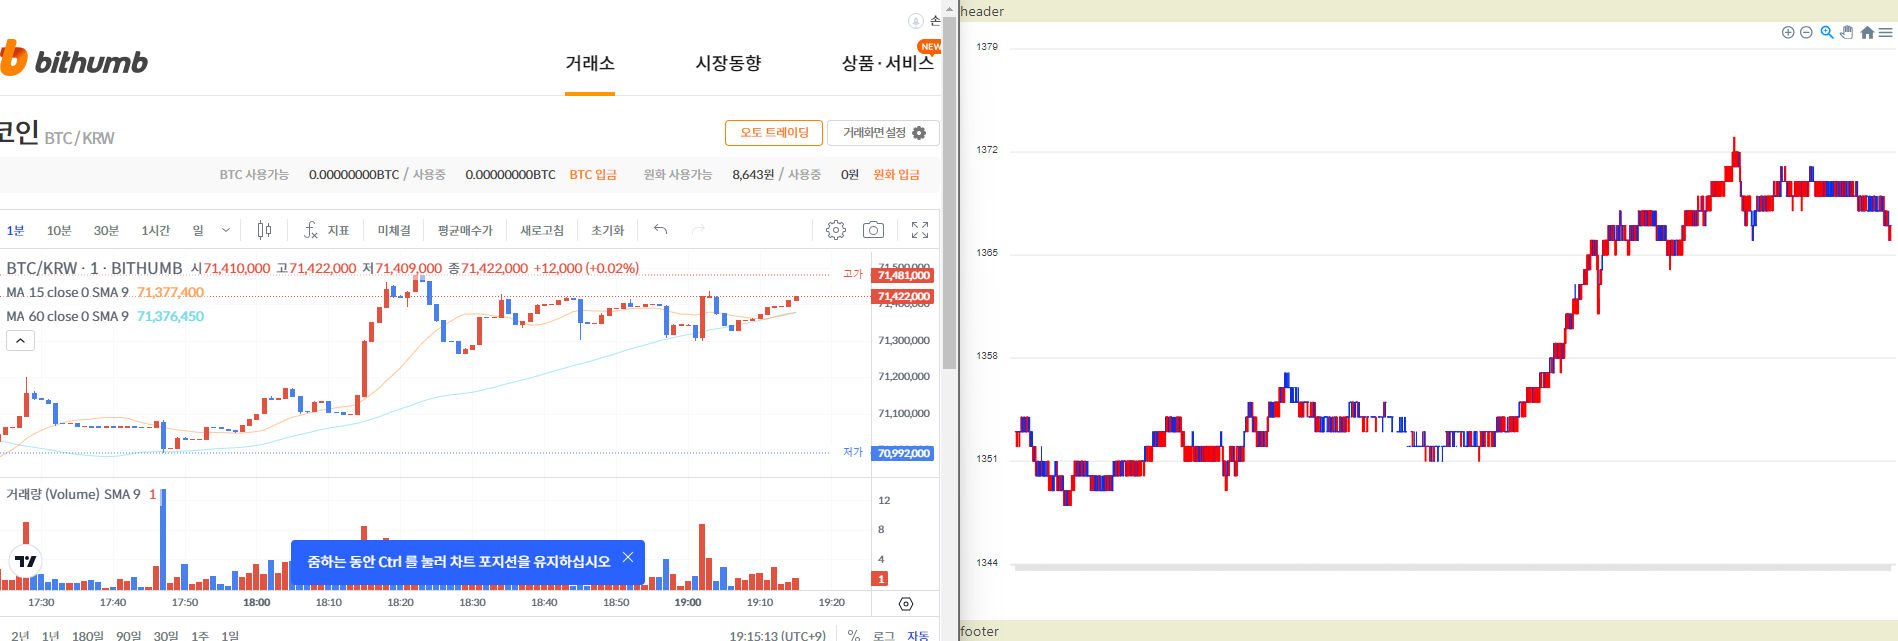 손
bithumb
거래소
시장동향
상품·서비스
NEW
코인 BTC/KRW
오토 트레이딩
거래화면설정
BTC 사용가능 0.00000000BTC / 사용중 0.00000000BTC BTC 입금 원화 사용가능 8,643원 / 사용중 0원 원화 입금
1분 10분 30분 1시간 일 지표 미체결 평균매수가 새로고침 초기화
BTC/KRW · 1 · BITHUMB 시71,410,000 고71,422,000 저71,409,000 종71,422,000 +12,000 (+0.02%)
MA 15 close 0 SMA 9 71,377,400
MA 60 close 0 SMA 9 71,376,450
고가 71,481,000
71,422,000
71,300,000
71,200,000
71,100,000
저가 70,992,000
거래량 (Volume) SMA 9 1
12
8
4
1
줌하는 동안 Ctrl 를 눌러 차트 포지션을 유지하십시오
17:30 17:40 17:50 18:00 18:10 18:20 18:30 18:40 18:50 19:00 19:10 19:20
2년 1년 180일 90일 30일 1주 1일
19:15:13 (UTC+9) % 로그 자동
header
1379
1372
1365
1358
1351
1344
footer